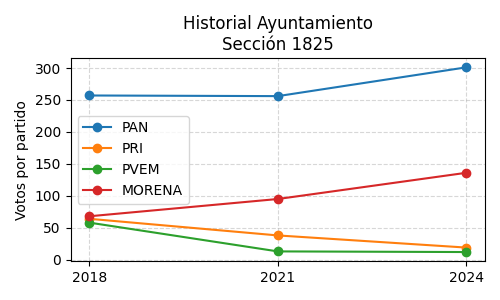 Historial Ayuntamiento
Sección 1825
Votos por partido
300
250
200
150
100
50
0
PAN
PRI
PVEM
MORENA
2018
2021
2024